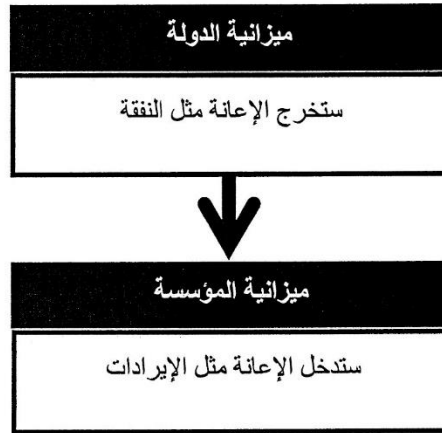 ميزانية الدولة
ستخرج الإعانة مثل النفقة
ميزانية المؤسسة
ستدخل الإعانة مثل الإيرادات